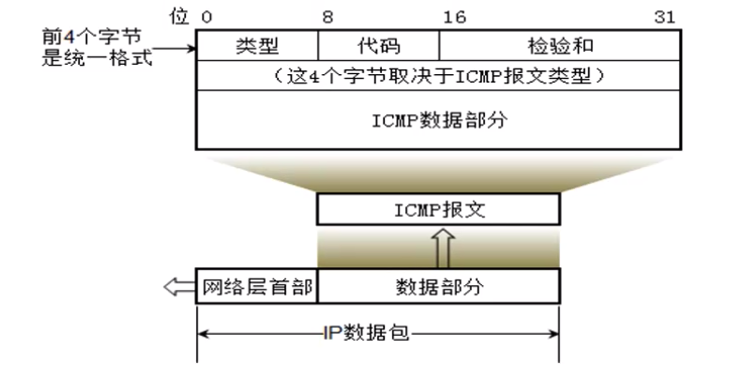 位 0 8 16 31
前4个字节
是统一格式
类型 代码 检验和
（这4个字节取决于ICMP报文类型）
ICMP数据部分
ICMP报文
网络层首部 数据部分
IP数据包